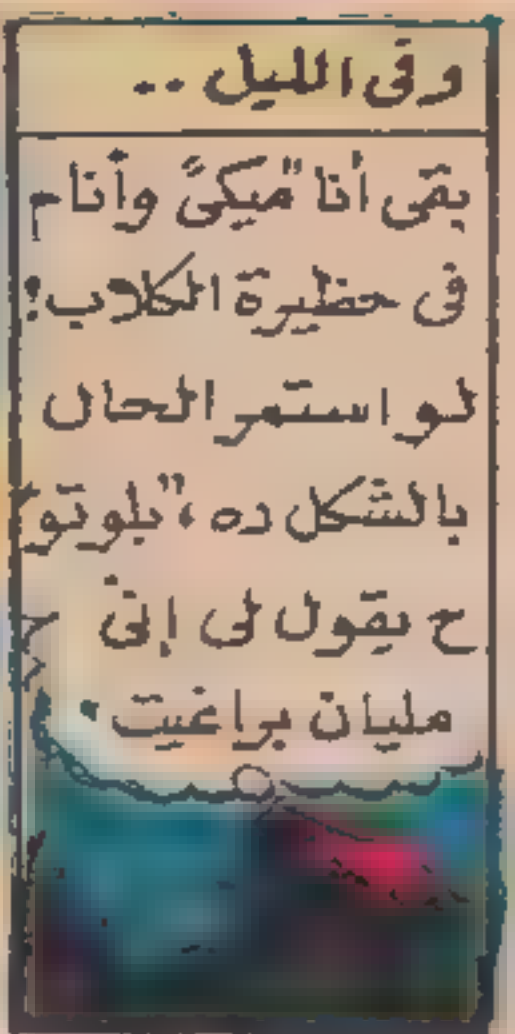 وفى الليل ..
بقى أنا "ميكى" وأنام
فى حظيرة الكلاب !
لو استمر الحال
بالشكل ده ، "بلوتو"
ح يقول لى إنى
مليان براغيت .